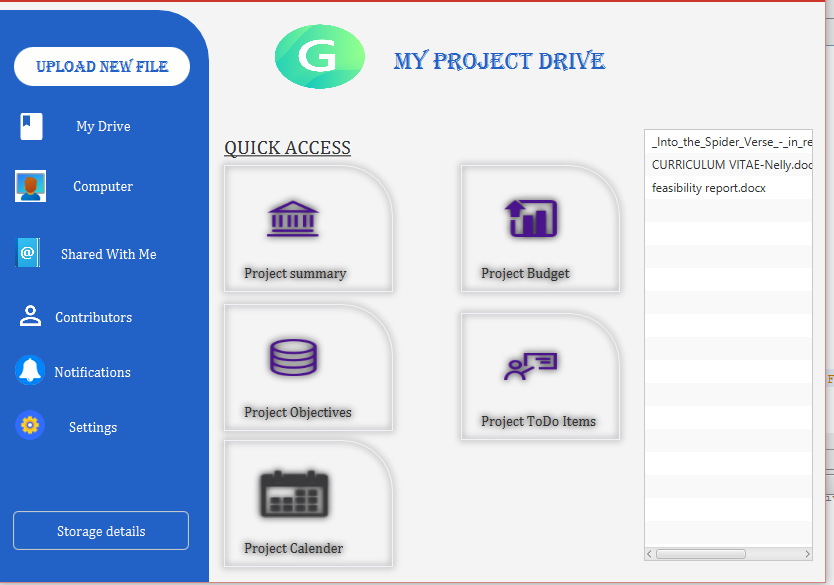 G
MY PROJECT DRIVE
UPLOAD NEW FILE
My Drive
Computer
@
Shared With Me
Contributors
Notifications
Settings
Storage details
QUICK ACCESS
Project summary
Project Budget
Project Objectives
Project ToDo Items
Project Calender
_Into_the_Spider_Verse_-_in_re
CURRICULUM VITAE-Nelly.doc
feasibility report.docx
F